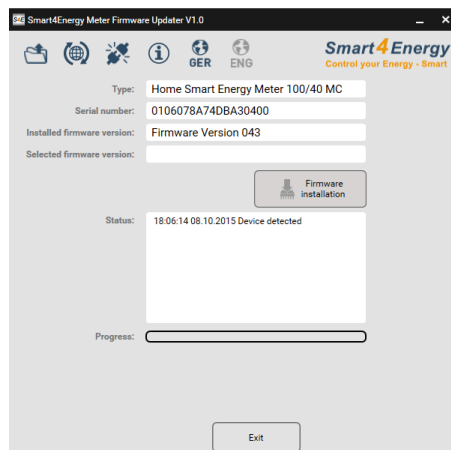 S4E Smart4Energy Meter Firmware Updater V1.0
GER
ENG
Smart4Energy
Control your Energy - Smart
Type: Home Smart Energy Meter 100/40 MC
Serial number: 0106078A74DBA30400
Installed firmware version: Firmware Version 043
Selected firmware version:
Firmware
installation
Status: 18:06:14 08.10.2015 Device detected
Progress:
Exit